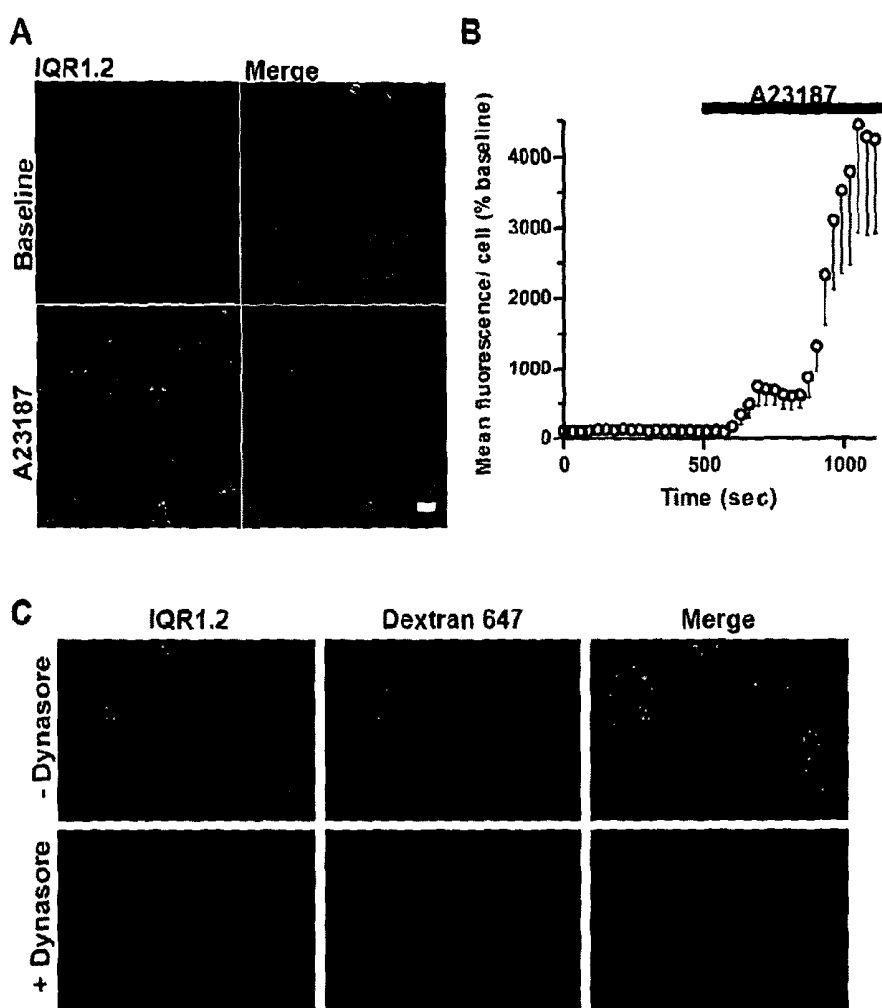 A
IQR1.2 Merge
Baseline
A23187
B
A23187
Mean fluorescence/ cell (% baseline)
4000
3000
2000
1000
0
0 500 1000
Time (sec)
C
IQR1.2 Dextran 647 Merge
- Dynasore
+ Dynasore